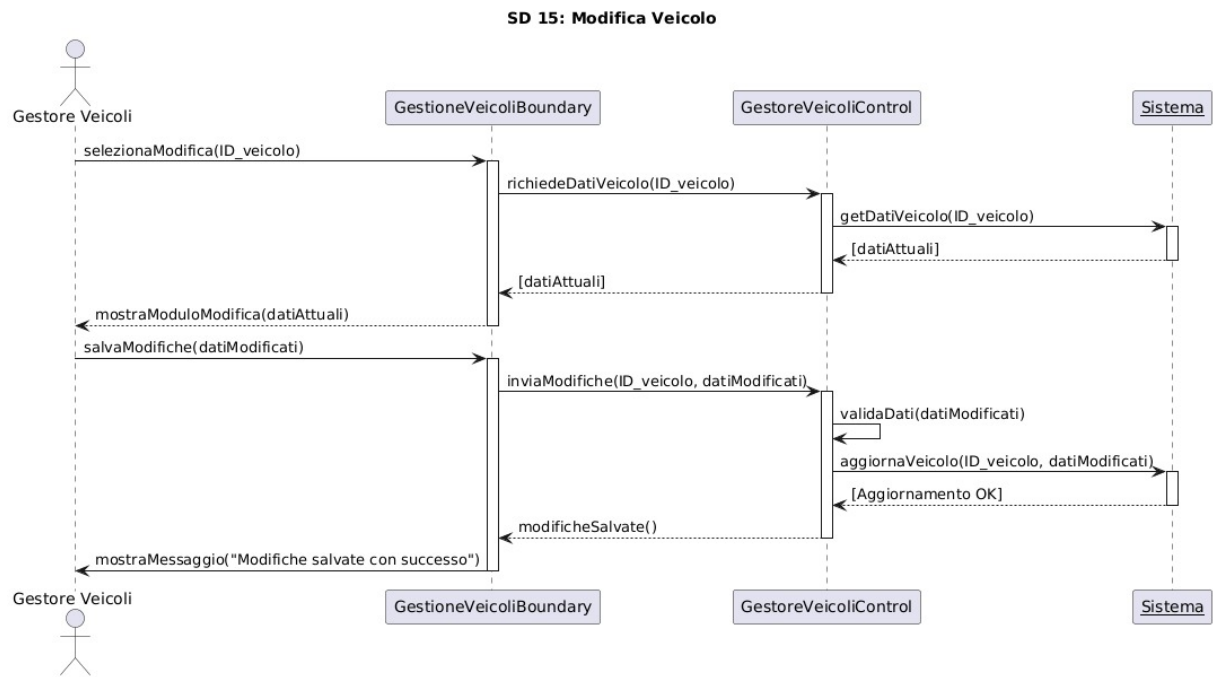 SD 15: Modifica Veicolo
Gestore Veicoli
GestioneVeicoliBoundary
GestoreVeicoliControl
Sistema
selezionaModifica(ID_veicolo)
richiedeDatiVeicolo(ID_veicolo)
getDatiVeicolo(ID_veicolo)
[datiAttuali]
[datiAttuali]
mostraModuloModifica(datiAttuali)
salvaModifiche(datiModificati)
inviaModifiche(ID_veicolo, datiModificati)
validaDati(datiModificati)
aggiornaVeicolo(ID_veicolo, datiModificati)
[Aggiornamento OK]
modificheSalvate()
mostraMessaggio("Modifiche salvate con successo")
Gestore Veicoli
GestioneVeicoliBoundary
GestoreVeicoliControl
Sistema